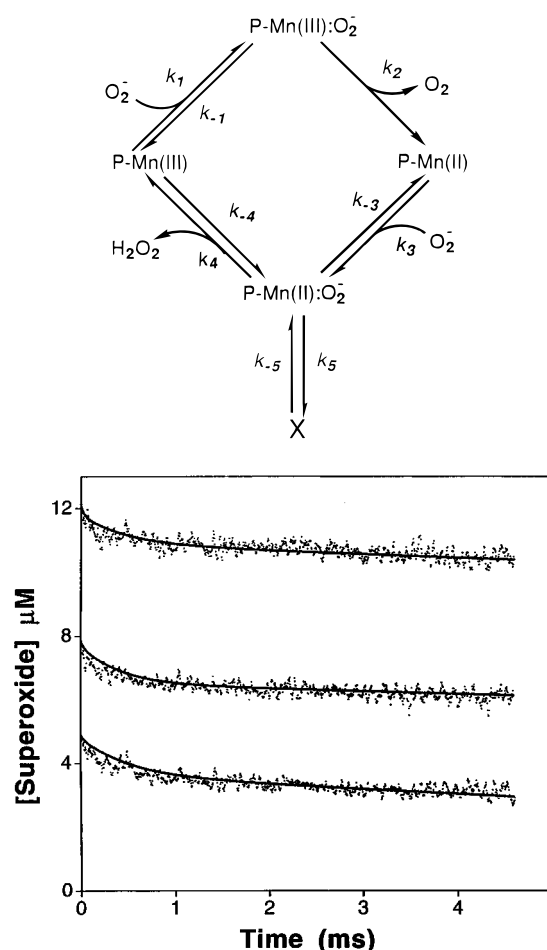 P-Mn(III):O₂⁻
k₁
k₂
O₂⁻
O₂
k₋₁
P-Mn(III)
P-Mn(II)
k₋₄
k₋₃
H₂O₂
k₄
k₃
O₂⁻
P-Mn(II):O₂⁻
k₋₅
k₅
X
12
8
4
0
[Superoxide] μM
0 1 2 3 4
Time (ms)